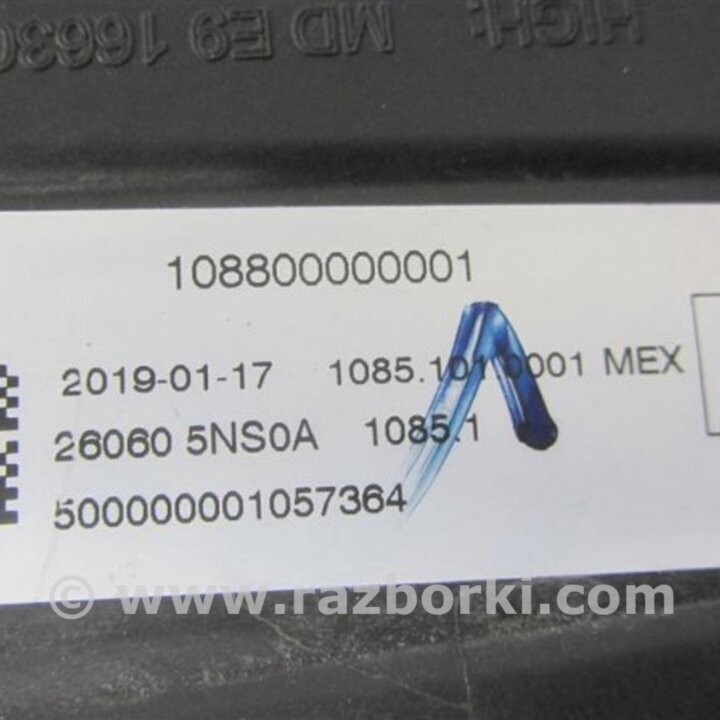 HIGH: MD E9 16630
108800000001
2019-01-17 1085.101.0001 MEX
26060 5NS0A 1085.1
500000001057364
© www.razborki.com